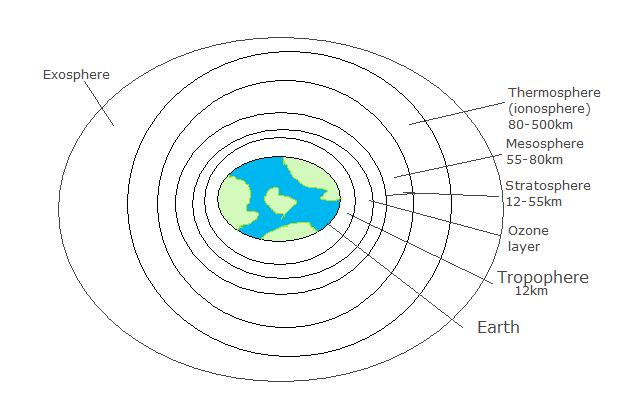 Exosphere
Thermosphere
(ionosphere)
80-500km
Mesosphere
55-80km
Stratosphere
12-55km
Ozone
layer
Tropophere
12km
Earth